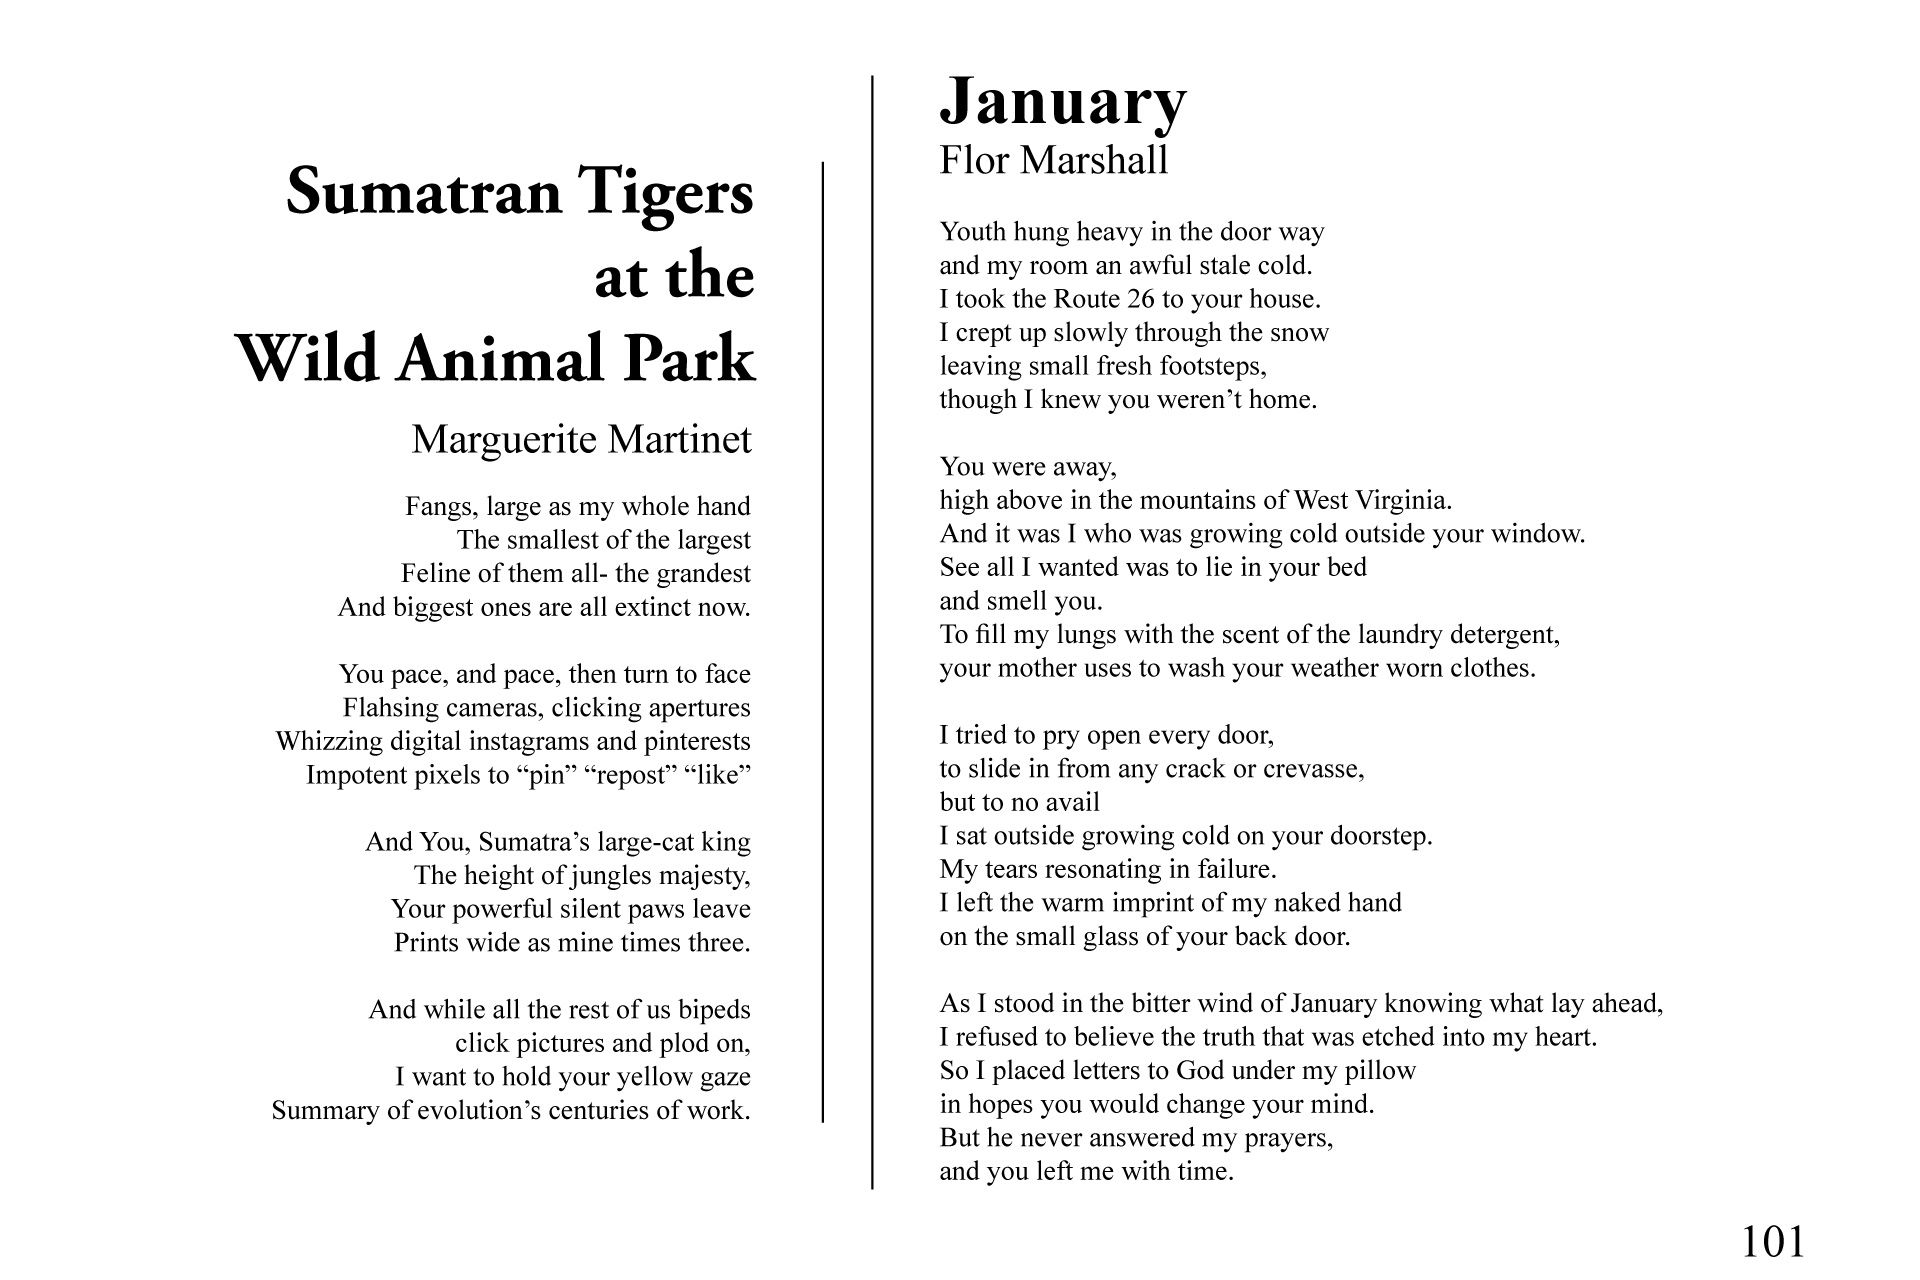 Sumatran Tigers
at the
Wild Animal Park
Marguerite Martinet
Fangs, large as my whole hand
The smallest of the largest
Feline of them all- the grandest
And biggest ones are all extinct now.
You pace, and pace, then turn to face
Flahsing cameras, clicking apertures
Whizzing digital instagrams and pinterests
Impotent pixels to “pin” “repost” “like”
And You, Sumatra’s large-cat king
The height of jungles majesty,
Your powerful silent paws leave
Prints wide as mine times three.
And while all the rest of us bipeds
click pictures and plod on,
I want to hold your yellow gaze
Summary of evolution’s centuries of work.
January
Flor Marshall
Youth hung heavy in the door way
and my room an awful stale cold.
I took the Route 26 to your house.
I crept up slowly through the snow
leaving small fresh footsteps,
though I knew you weren’t home.
You were away,
high above in the mountains of West Virginia.
And it was I who was growing cold outside your window.
See all I wanted was to lie in your bed
and smell you.
To fill my lungs with the scent of the laundry detergent,
your mother uses to wash your weather worn clothes.
I tried to pry open every door,
to slide in from any crack or crevasse,
but to no avail
I sat outside growing cold on your doorstep.
My tears resonating in failure.
I left the warm imprint of my naked hand
on the small glass of your back door.
As I stood in the bitter wind of January knowing what lay ahead,
I refused to believe the truth that was etched into my heart.
So I placed letters to God under my pillow
in hopes you would change your mind.
But he never answered my prayers,
and you left me with time.
101